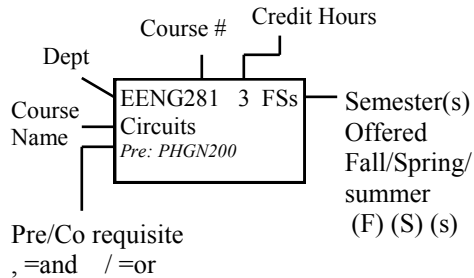 Credit Hours
Course #
Dept
EENG281 3 FSs
Circuits
Pre: PHGN200
Course
Name
Semester(s)
Offered
Fall/Spring/
summer
(F) (S) (s)
Pre/Co requisite
, =and / =or